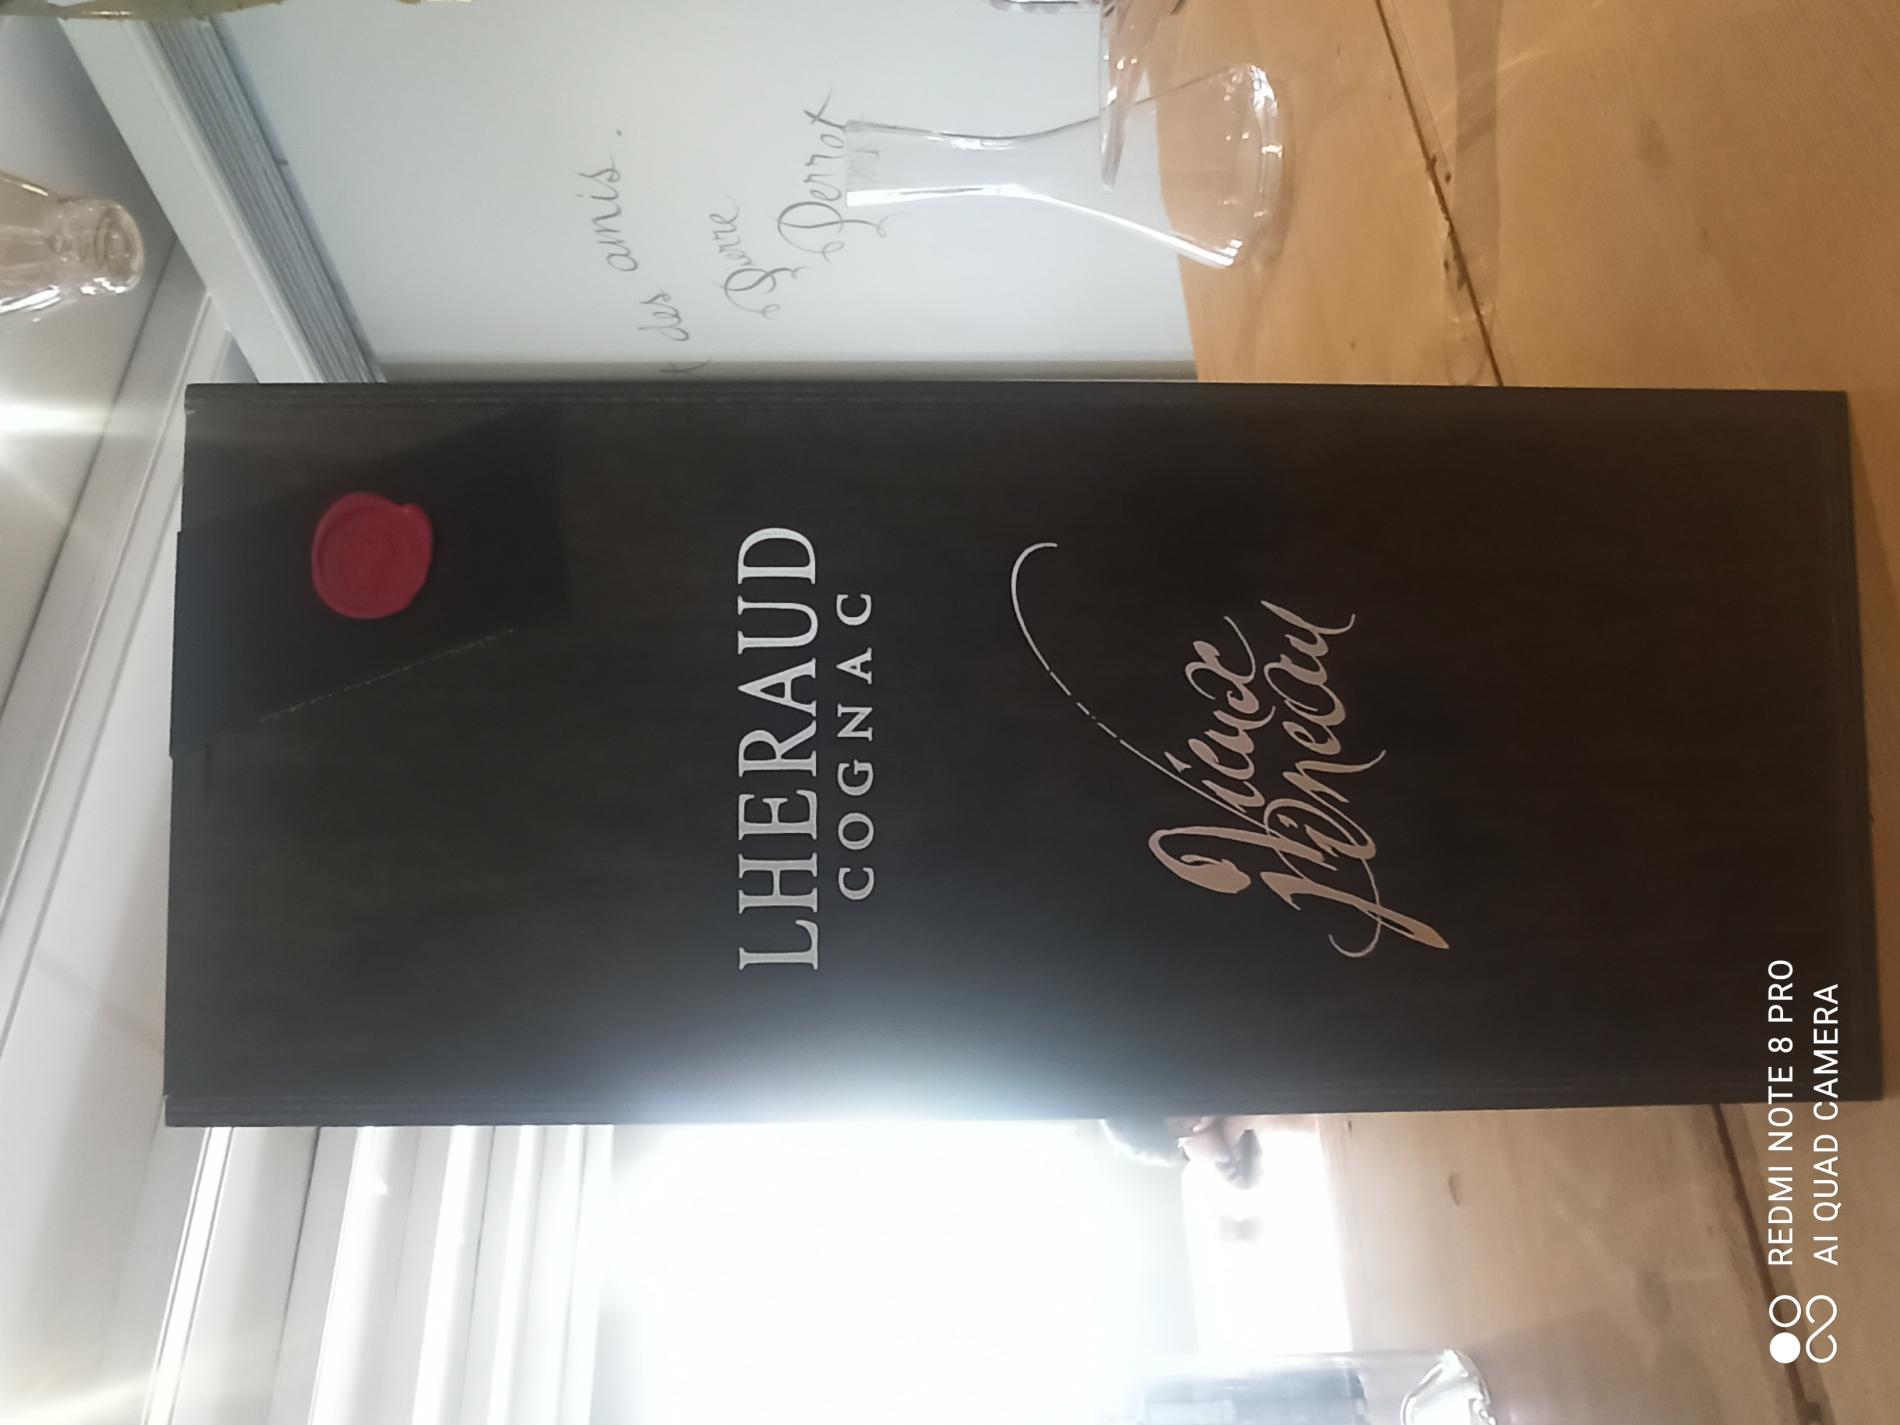 LHERAUD
COGNAC
Vieux
Pineau
des amis.
Pierre
Perrot
REDMI NOTE 8 PRO
AI QUAD CAMERA